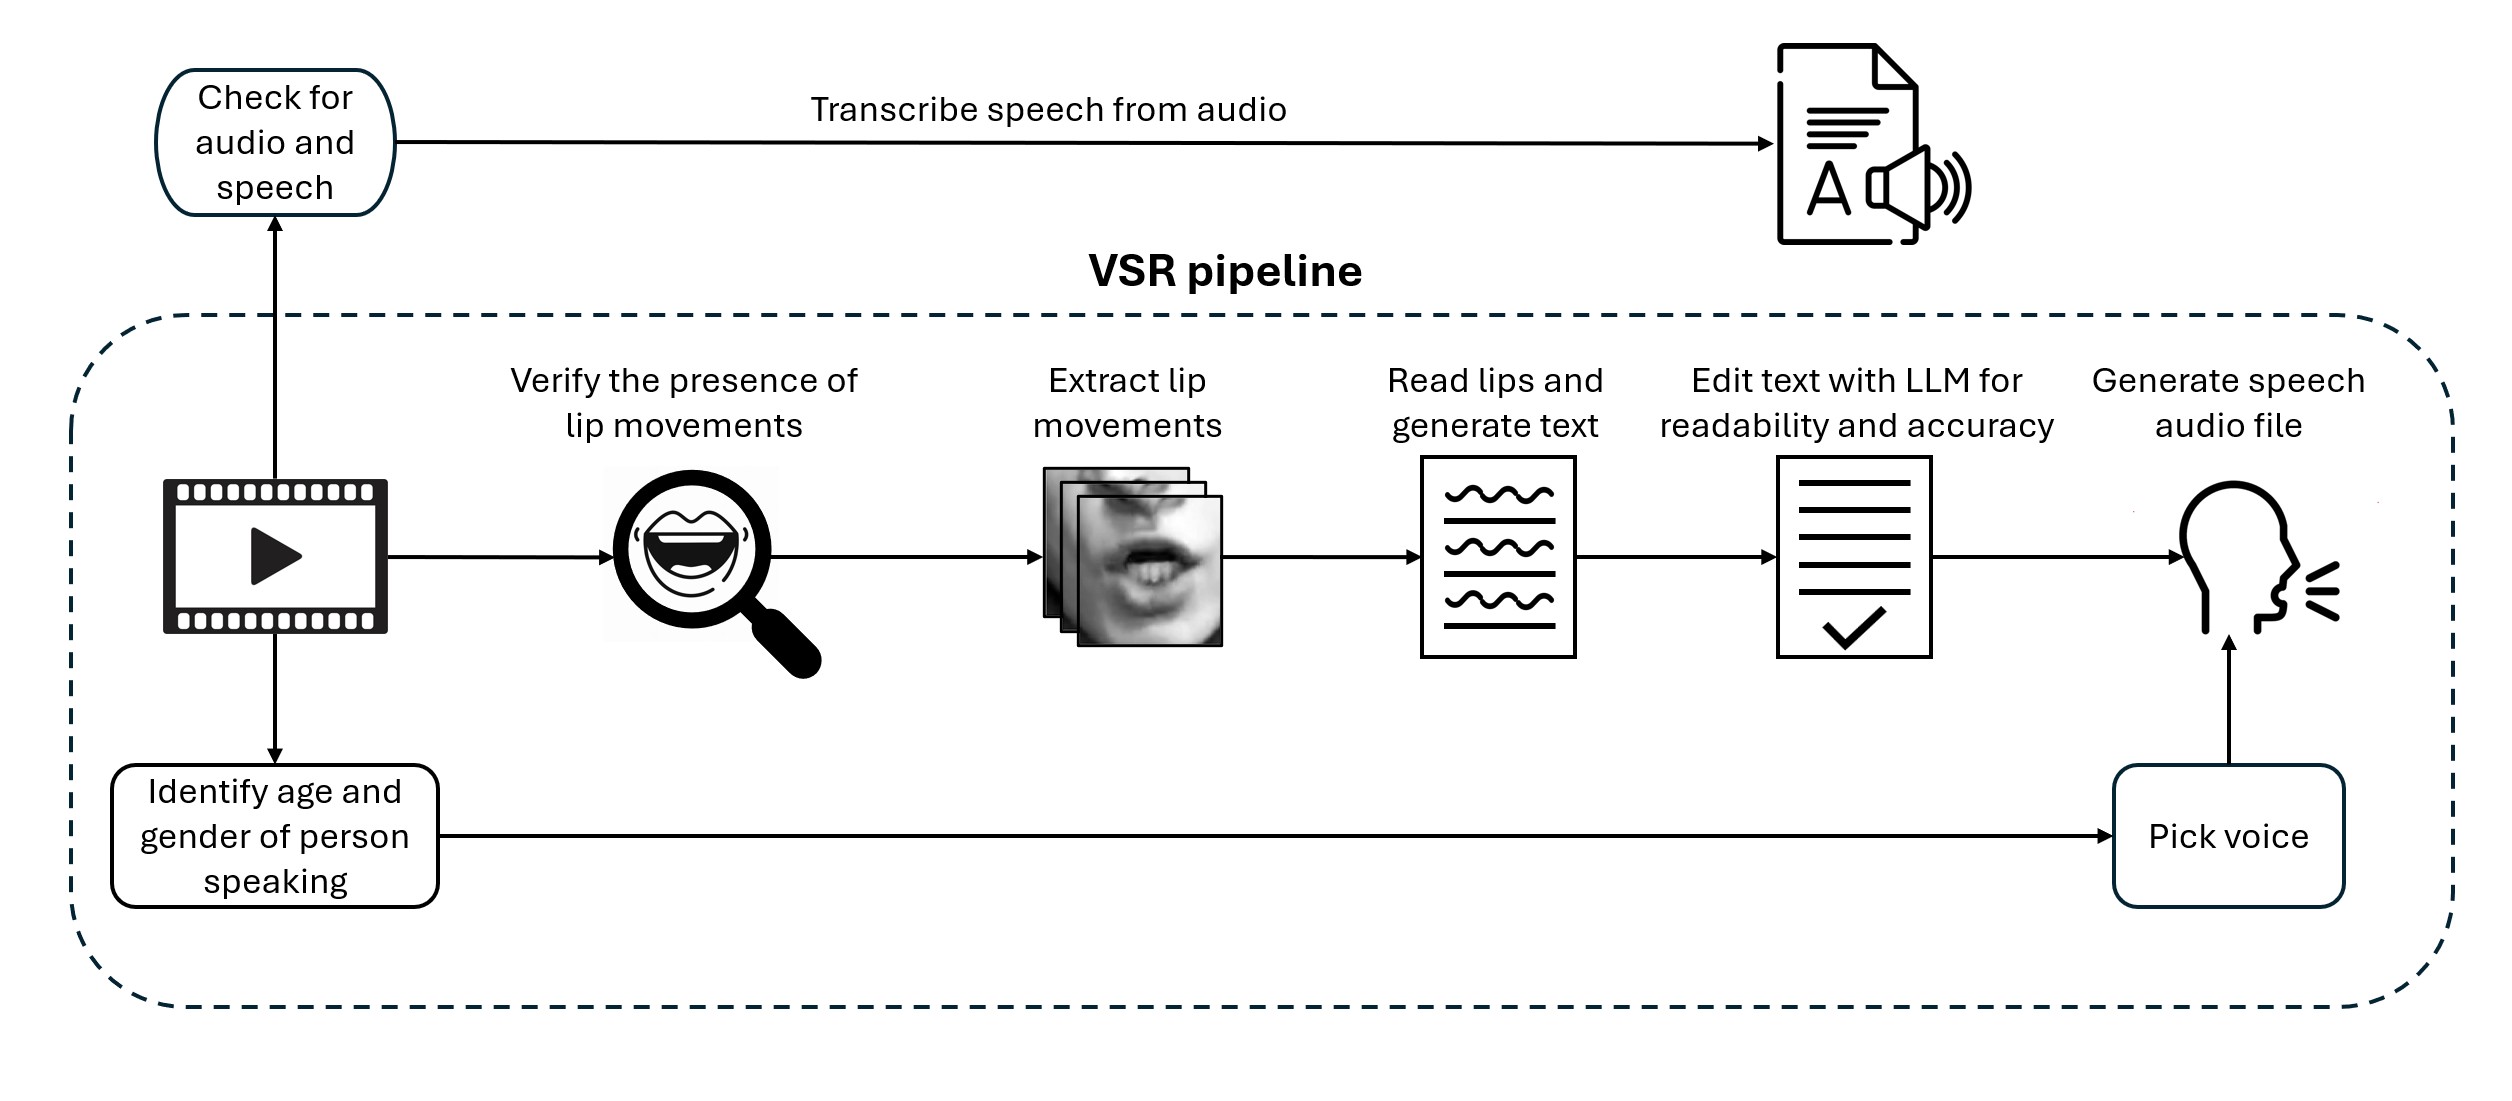 Check for
audio and
speech
Transcribe speech from audio
A
VSR pipeline
Verify the presence of
lip movements
Extract lip
movements
Read lips and
generate text
Edit text with LLM for
readability and accuracy
Generate speech
audio file
Identify age and
gender of person
speaking
Pick voice